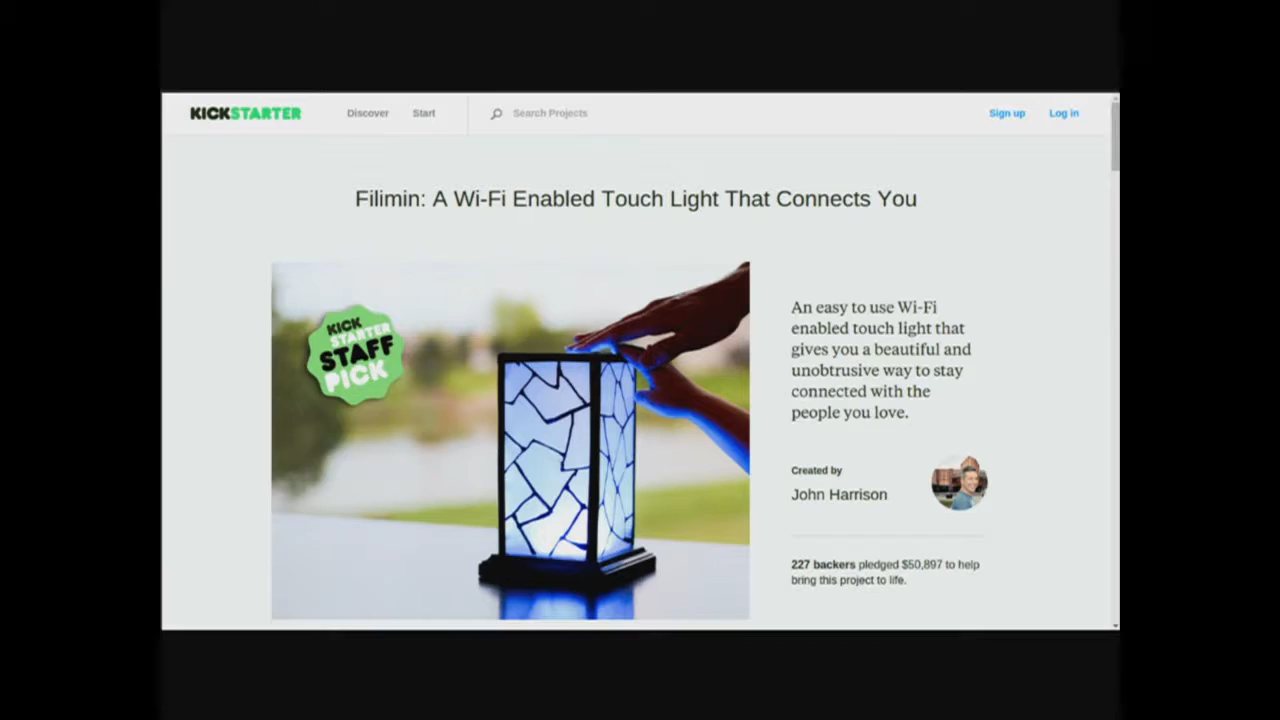 KICKSTARTER
Discover Start Search Projects Sign up Log in
Filimin: A Wi-Fi Enabled Touch Light That Connects You
KICK
STARTER
STAFF
PICK
An easy to use Wi-Fi
enabled touch light that
gives you a beautiful and
unobtrusive way to stay
connected with the
people you love.
Created by
John Harrison
227 backers pledged $50,897 to help
bring this project to life.